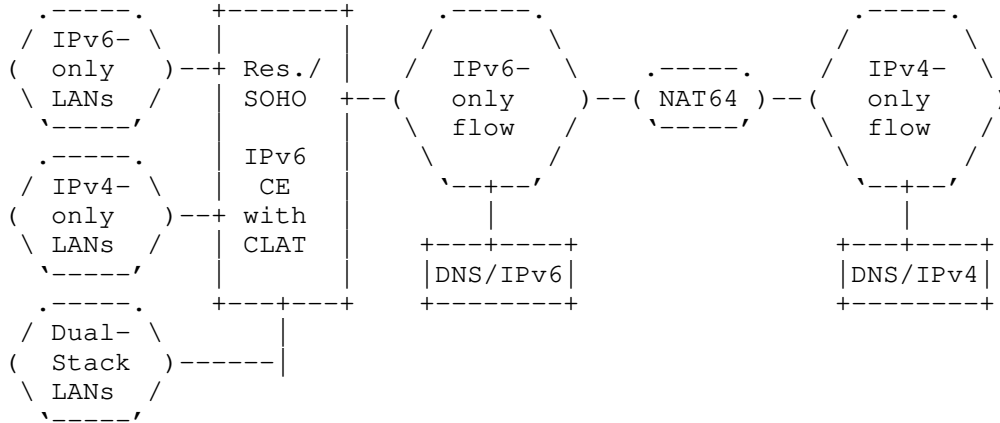 IPv6-
only
LANs
IPv4-
only
LANs
Dual-
Stack
LANs
Res./
SOHO
IPv6
CE
with
CLAT
IPv6-
only
flow
DNS/IPv6
NAT64
IPv4-
only
flow
DNS/IPv4